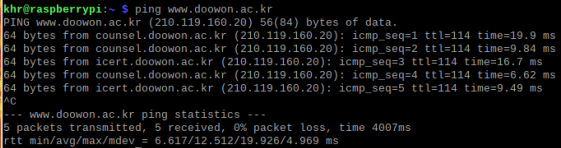 khr@raspberrypi:~ $ ping www.doowon.ac.kr
PING www.doowon.ac.kr (210.119.160.20) 56(84) bytes of data.
64 bytes from counsel.doowon.ac.kr (210.119.160.20): icmp_seq=1 ttl=114 time=19.9 ms
64 bytes from counsel.doowon.ac.kr (210.119.160.20): icmp_seq=2 ttl=114 time=9.84 ms
64 bytes from icert.doowon.ac.kr (210.119.160.20): icmp_seq=3 ttl=114 time=16.7 ms
64 bytes from counsel.doowon.ac.kr (210.119.160.20): icmp_seq=4 ttl=114 time=6.62 ms
64 bytes from icert.doowon.ac.kr (210.119.160.20): icmp_seq=5 ttl=114 time=9.49 ms
^C
--- www.doowon.ac.kr ping statistics ---
5 packets transmitted, 5 received, 0% packet loss, time 4007ms
rtt min/avg/max/mdev = 6.617/12.512/19.926/4.969 ms